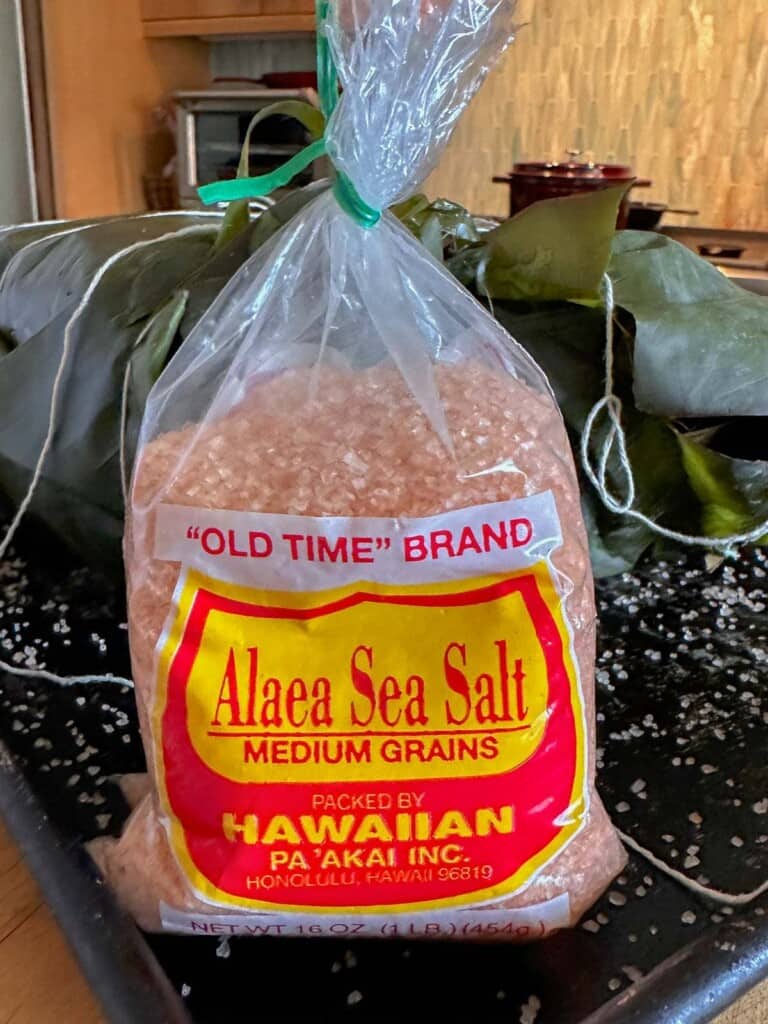 “OLD TIME” BRAND
Alaea Sea Salt
MEDIUM GRAINS
PACKED BY
HAWAIIAN
PA'AKAI INC.
HONOLULU, HAWAII 96819
NET WT 16 OZ. (1 LB.) (454g)